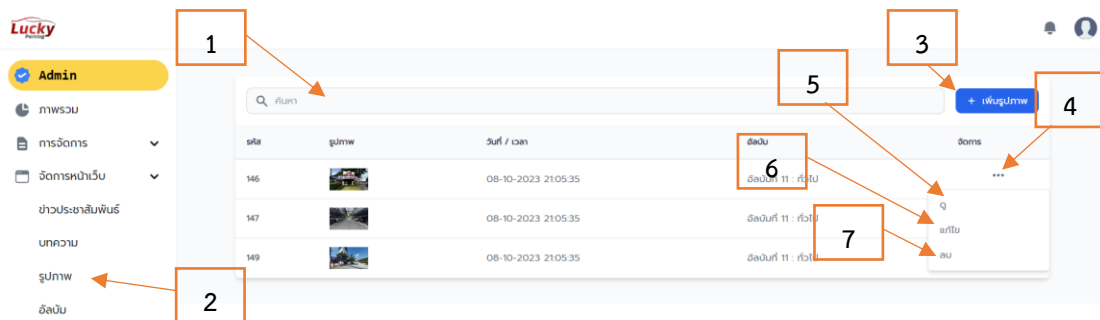 Lucky
Parking
1
3
Admin
5
4
ค้นหา
+ เพิ่มรูปภาพ
ภาพรวม
การจัดการ
รหัส
รูปภาพ
วันที่ / เวลา
อัลบั้ม
จัดการ
จัดการหน้าเว็บ
146
08-10-2023 21:05:35
อัลบั้มที่ 11 : ทั่วไป
6
ข่าวประชาสัมพันธ์
ดู
147
08-10-2023 21:05:35
อัลบั้มที่ 11 : ทั่วไป
แก้ไข
7
บทความ
149
08-10-2023 21:05:35
อัลบั้มที่ 11 : ทั่วไป
ลบ
รูปภาพ
2
อัลบั้ม